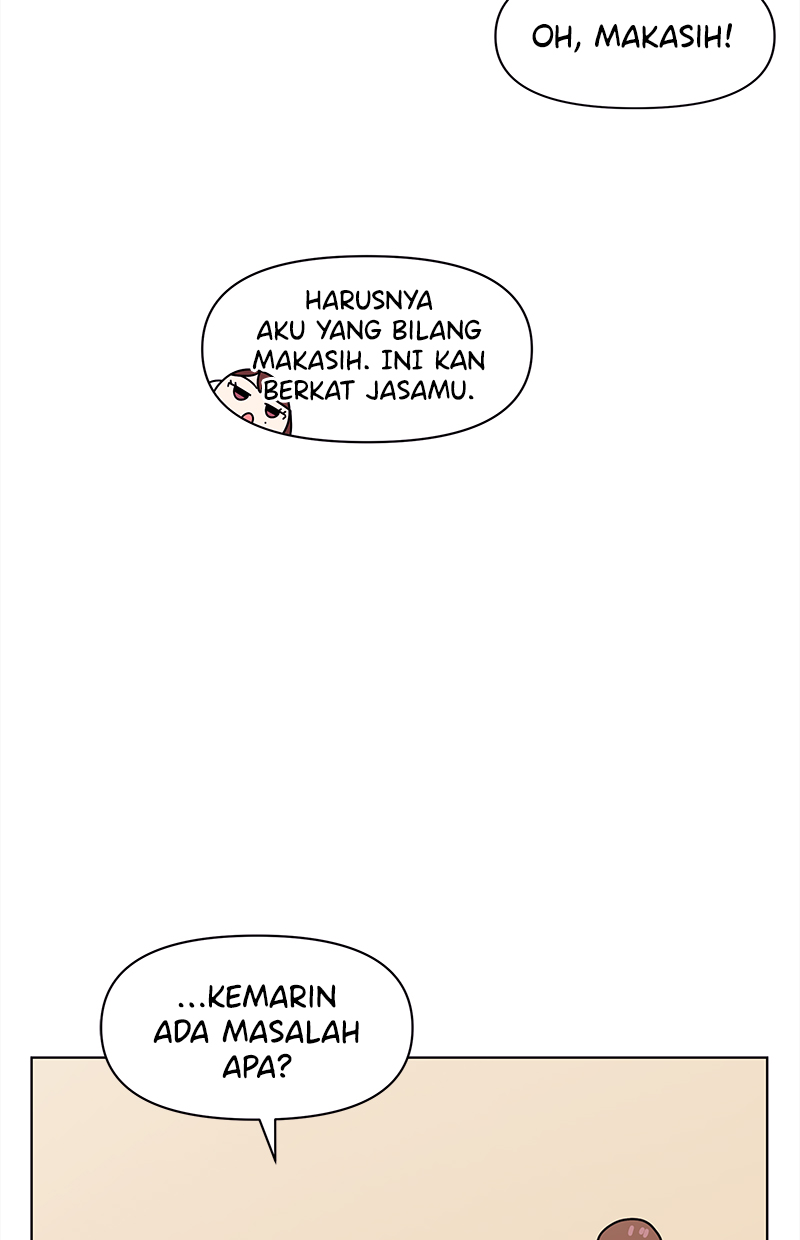 OH, MAKASIH!
HARUSNYA
AKU YANG BILANG
MAKASIH. INI KAN
BERKAT JASAMU.
...KEMARIN
ADA MASALAH
APA?